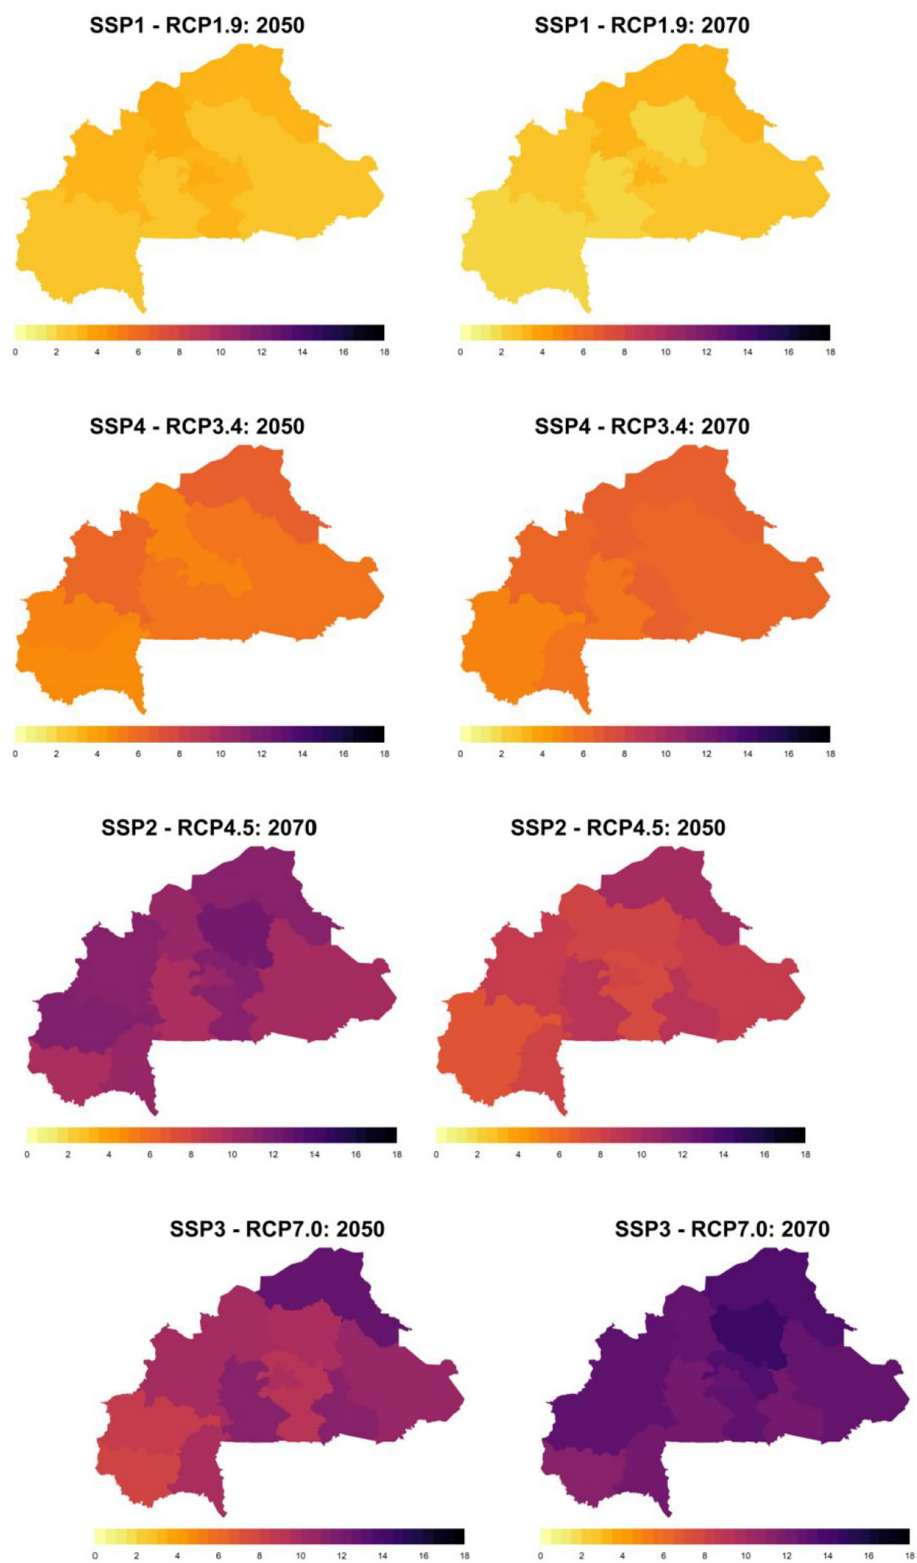 SSP1 - RCP1.9: 2050
SSP1 - RCP1.9: 2070
0 2 4 6 8 10 12 14 16 18
0 2 4 6 8 10 12 14 16 18
SSP4 - RCP3.4: 2050
SSP4 - RCP3.4: 2070
0 2 4 6 8 10 12 14 16 18
0 2 4 6 8 10 12 14 16 18
SSP2 - RCP4.5: 2070
SSP2 - RCP4.5: 2050
0 2 4 6 8 10 12 14 16 18
0 2 4 6 8 10 12 14 16 18
SSP3 - RCP7.0: 2050
SSP3 - RCP7.0: 2070
0 2 4 6 8 10 12 14 16 18
0 2 4 6 8 10 12 14 16 18